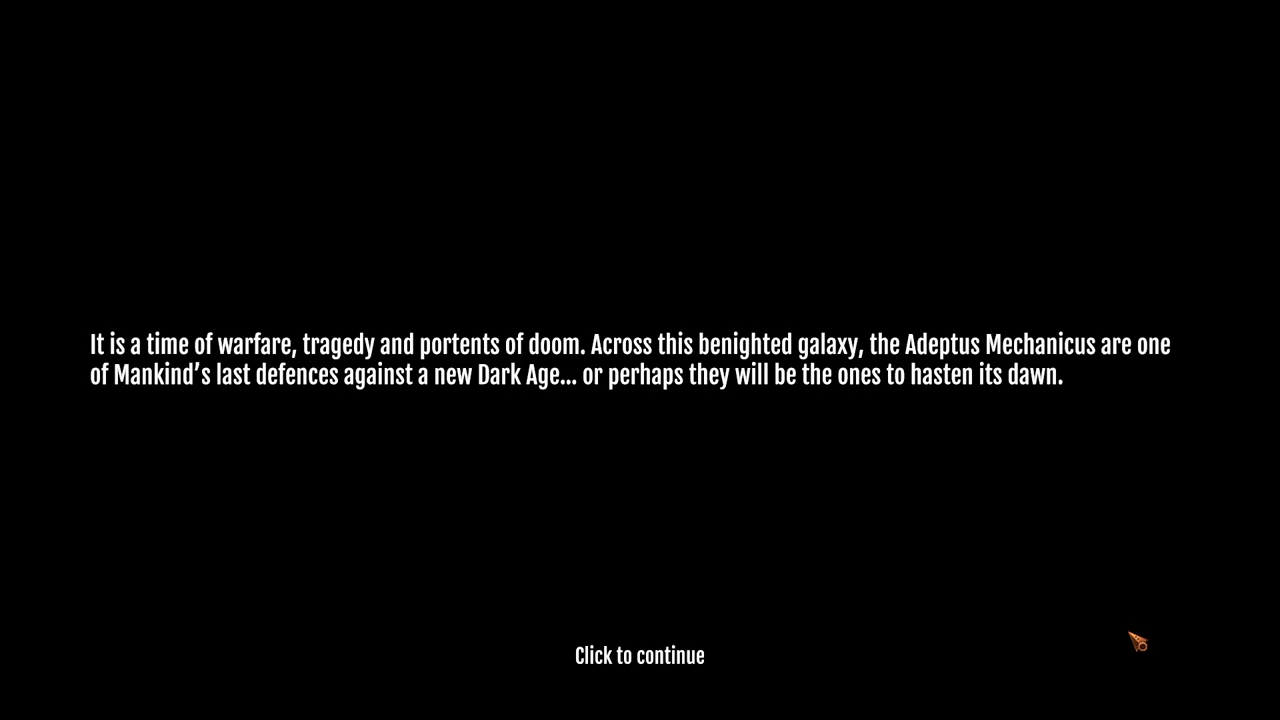 It is a time of warfare, tragedy and portents of doom. Across this benighted galaxy, the Adeptus Mechanicus are one
of Mankind’s last defences against a new Dark Age... or perhaps they will be the ones to hasten its dawn.
Click to continue